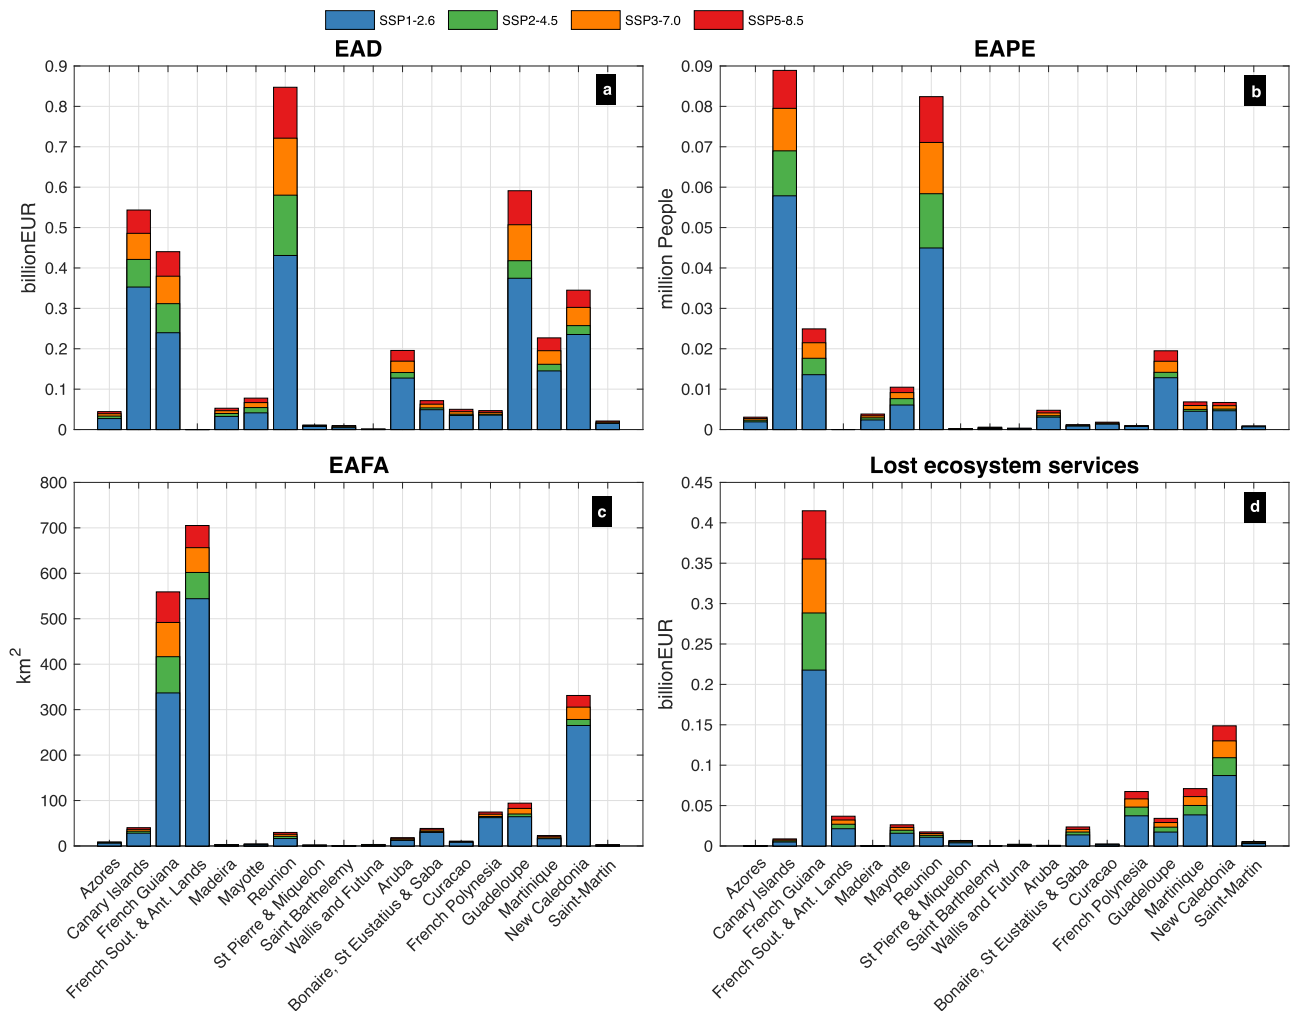 SSP1-2.6 SSP2-4.5 SSP3-7.0 SSP5-8.5
EAD
a
billionEUR
0.9
0.8
0.7
0.6
0.5
0.4
0.3
0.2
0.1
0
EAPE
b
million People
0.09
0.08
0.07
0.06
0.05
0.04
0.03
0.02
0.01
0
EAFA
c
km2
800
700
600
500
400
300
200
100
0
Azores
Canary Islands
French Guiana
French Sout. & Ant. Lands
Madeira
Mayotte
Reunion
St Pierre & Miquelon
Saint Barthelemy
Wallis and Futuna
Aruba
Bonaire, St Eustatius & Saba
Curacao
French Polynesia
Guadeloupe
Martinique
New Caledonia
Saint-Martin
Lost ecosystem services
d
billionEUR
0.45
0.4
0.35
0.3
0.25
0.2
0.15
0.1
0.05
0
Azores
Canary Islands
French Guiana
French Sout. & Ant. Lands
Madeira
Mayotte
Reunion
St Pierre & Miquelon
Saint Barthelemy
Wallis and Futuna
Aruba
Bonaire, St Eustatius & Saba
Curacao
French Polynesia
Guadeloupe
Martinique
New Caledonia
Saint-Martin